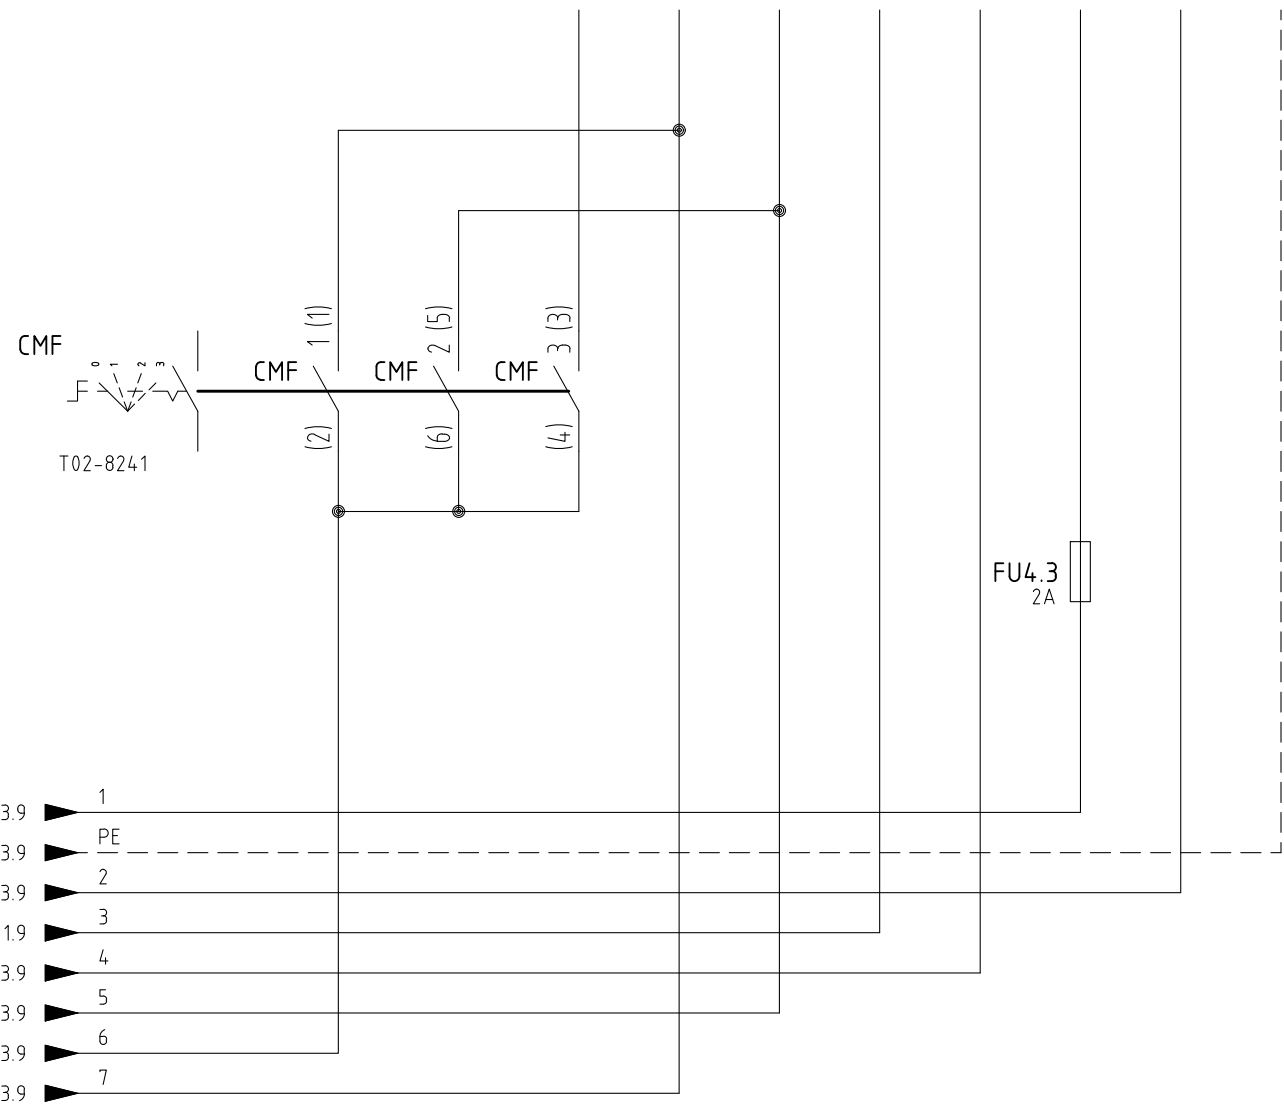 1 (1)
2 (5)
3 (3)
CMF
0 1 2 3
CMF
CMF
CMF
(2)
(6)
(4)
T02-8241
FU4.3
2A
3.9 1
3.9 PE
3.9 2
1.9 3
3.9 4
3.9 5
3.9 6
3.9 7